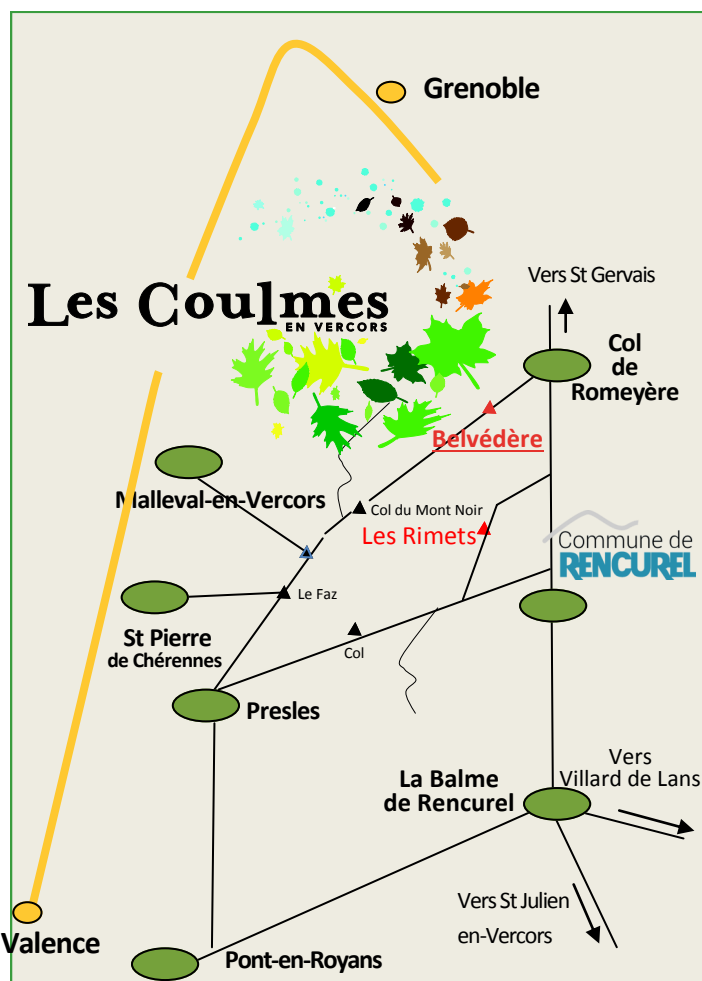 Grenoble
Les Coulmes
EN VERCORS
Vers St Gervais
Col
de
Romeyère
Belvédère
Malleval-en-Vercors
Col du Mont Noir
Les Rimets
Commune de
RENCUREL
Le Faz
St Pierre
de Chérennes
Col
Presles
Vers
Villard de Lans
La Balme
de Rencurel
Vers St Julien
en-Vercors
Valence
Pont-en-Royans